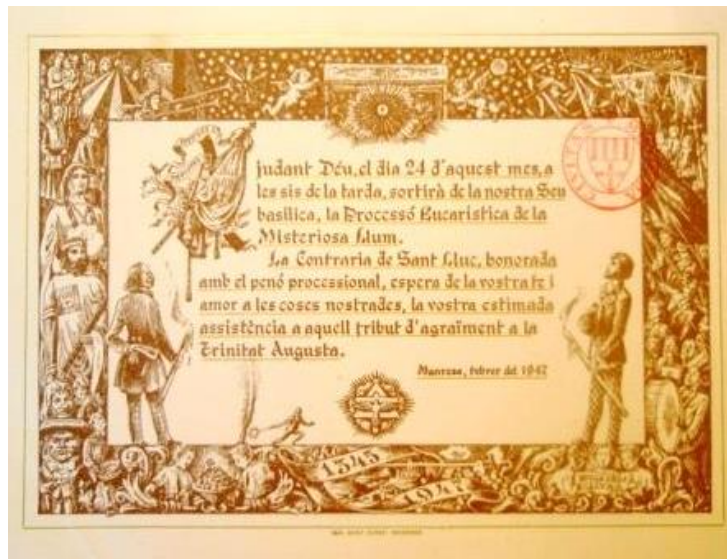 judant Déu, el dia 24 d'aquest mes, a
les sis de la tarda, sortirà de la nostra Seu
basílica, la Processó Eucarística de la
Misteriosa Llum.
La Confraria de Sant Lluc, honorada
amb el penó processional, espera de la vostra fe i
amor a les coses nostrades, la vostra estimada
assistència a aquell tribut d'agraïment a la
Trinitat Augusta.
Manresa, febrer del 1947
1345